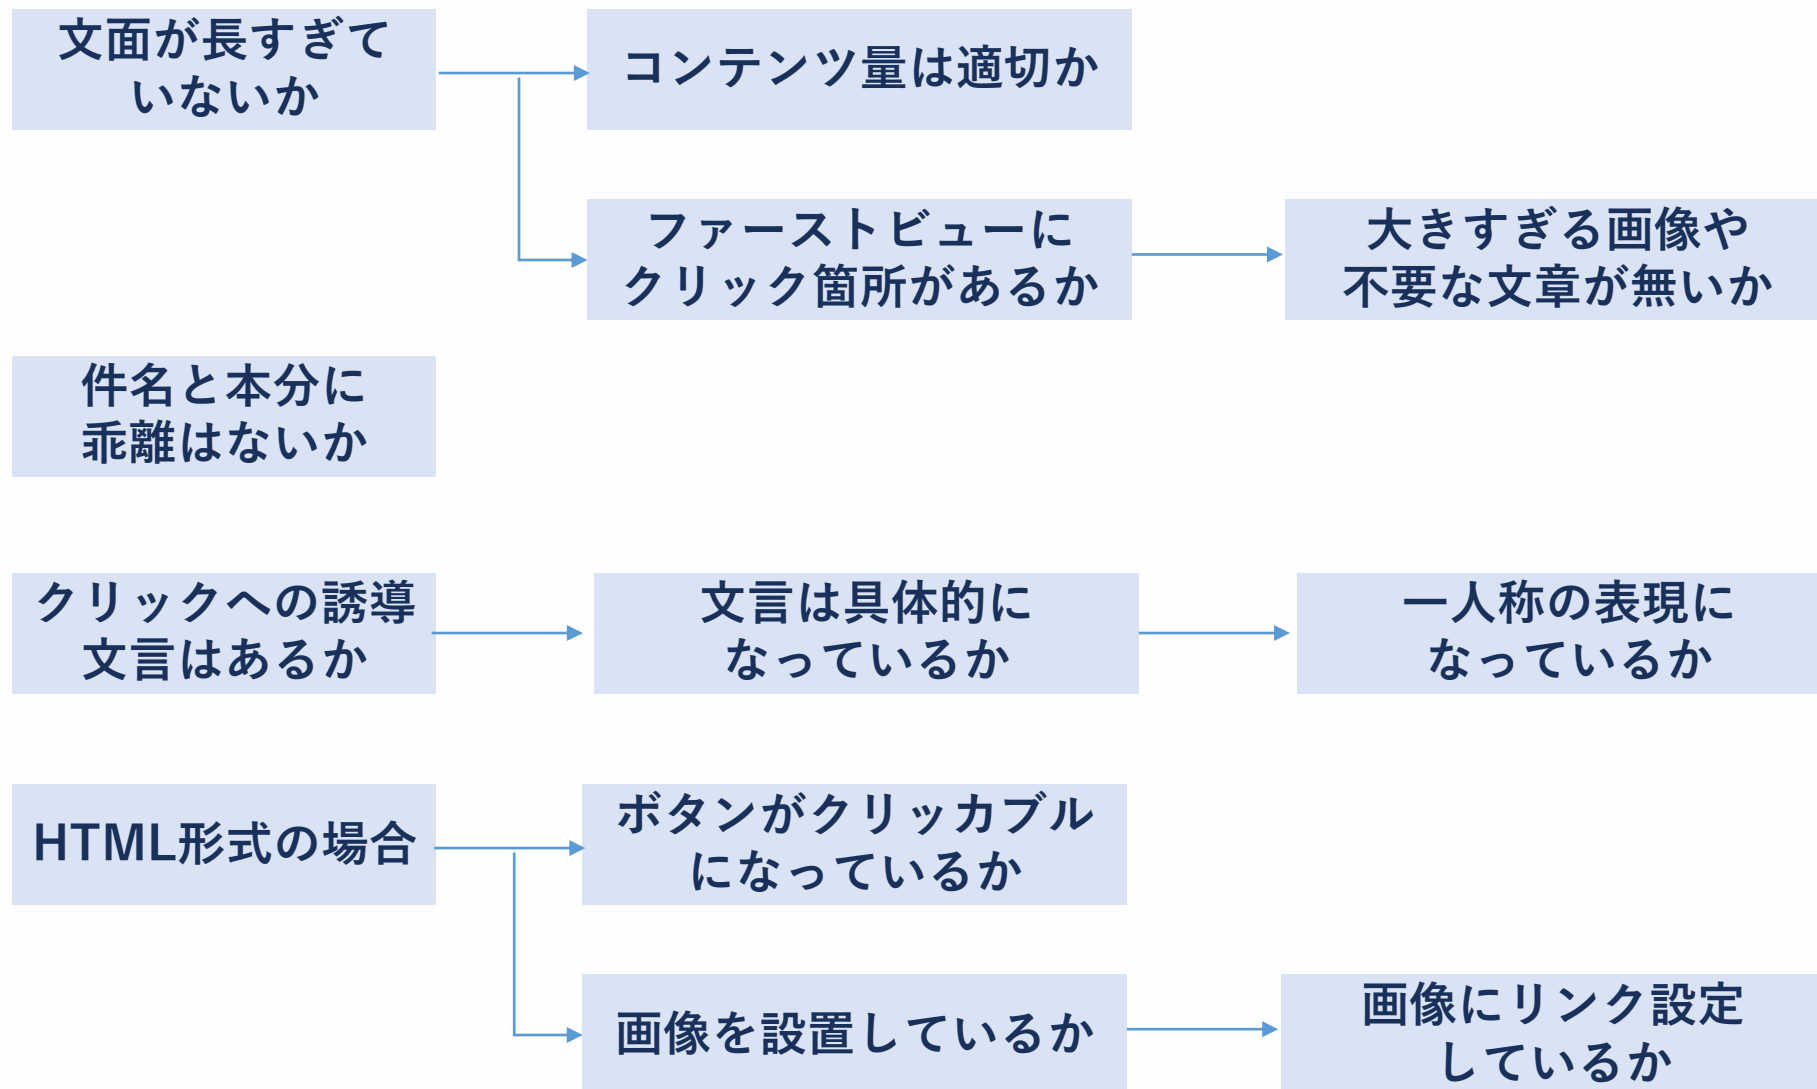 文面が長すぎて
いないか
コンテンツ量は適切か
ファーストビューに
クリック箇所があるか
大きすぎる画像や
不要な文章が無いか
件名と本分に
乖離はないか
クリックへの誘導
文言はあるか
文言は具体的に
なっているか
一人称の表現に
なっているか
HTML形式の場合
ボタンがクリッカブル
になっているか
画像を設置しているか
画像にリンク設定
しているか